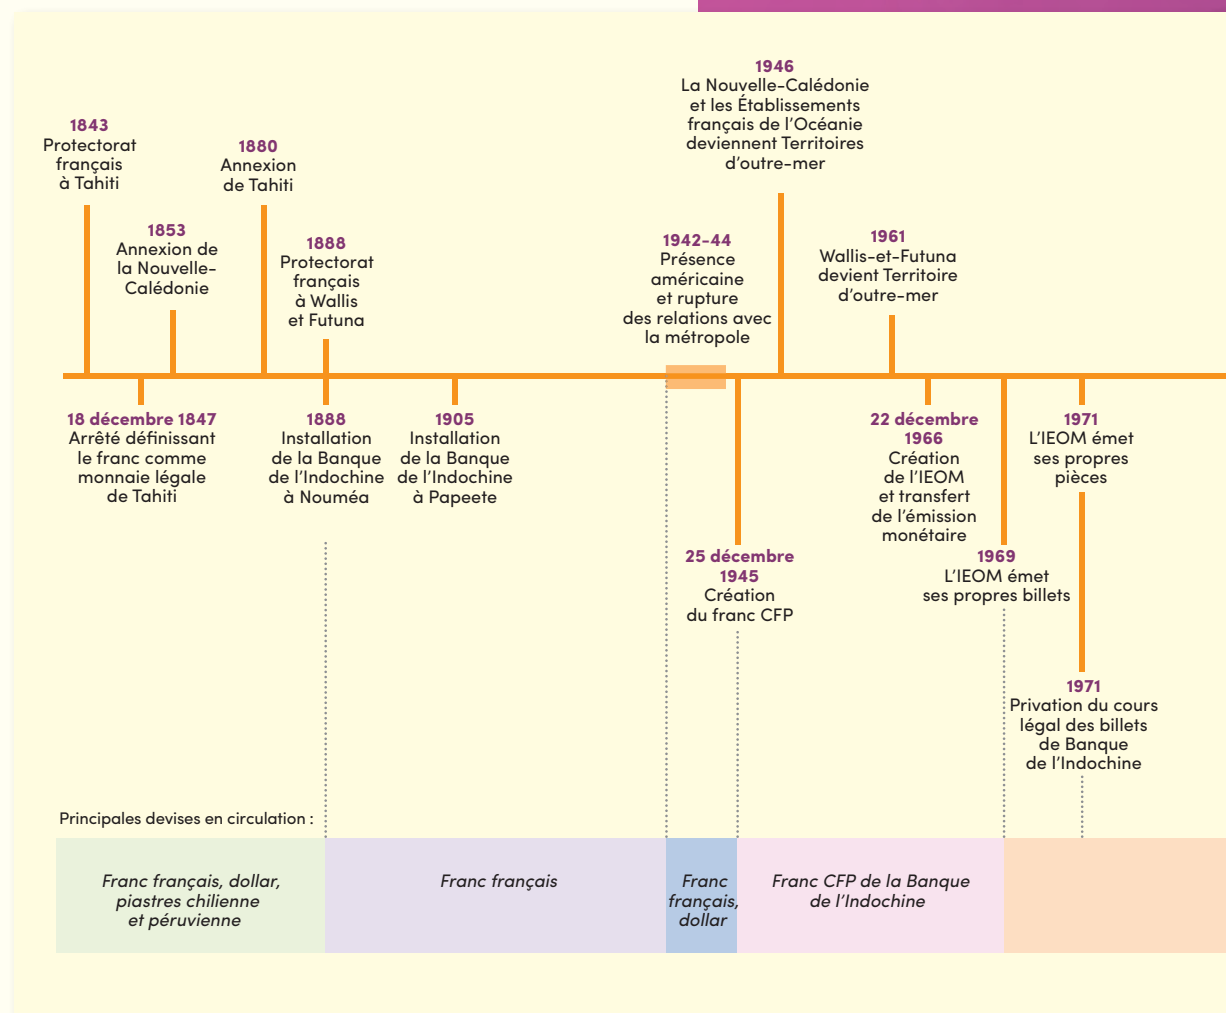 1946
La Nouvelle-Calédonie
et les Établissements
français de l’Océanie
deviennent Territoires
d’outre-mer
1843
Protectorat
français
à Tahiti
1880
Annexion
de Tahiti
1853
Annexion de
la Nouvelle-
Calédonie
1888
Protectorat
français
à Wallis
et Futuna
1942-44
Présence
américaine
et rupture
des relations avec
la métropole
1961
Wallis-et-Futuna
devient Territoire
d’outre-mer
18 décembre 1847
Arrêté définissant
le franc comme
monnaie légale
de Tahiti
1888
Installation
de la Banque
de l’Indochine
à Nouméa
1905
Installation
de la Banque
de l’Indochine
à Papeete
25 décembre
1945
Création
du franc CFP
22 décembre
1966
Création
de l’IEOM
et transfert
de l’émission
monétaire
1969
L’IEOM émet
ses propres billets
1971
L’IEOM émet
ses propres
pièces
1971
Privation du cours
légal des billets
de Banque
de l’Indochine
Principales devises en circulation :
Franc français, dollar,
piastres chilienne
et péruvienne
Franc français
Franc
français,
dollar
Franc CFP de la Banque
de l’Indochine